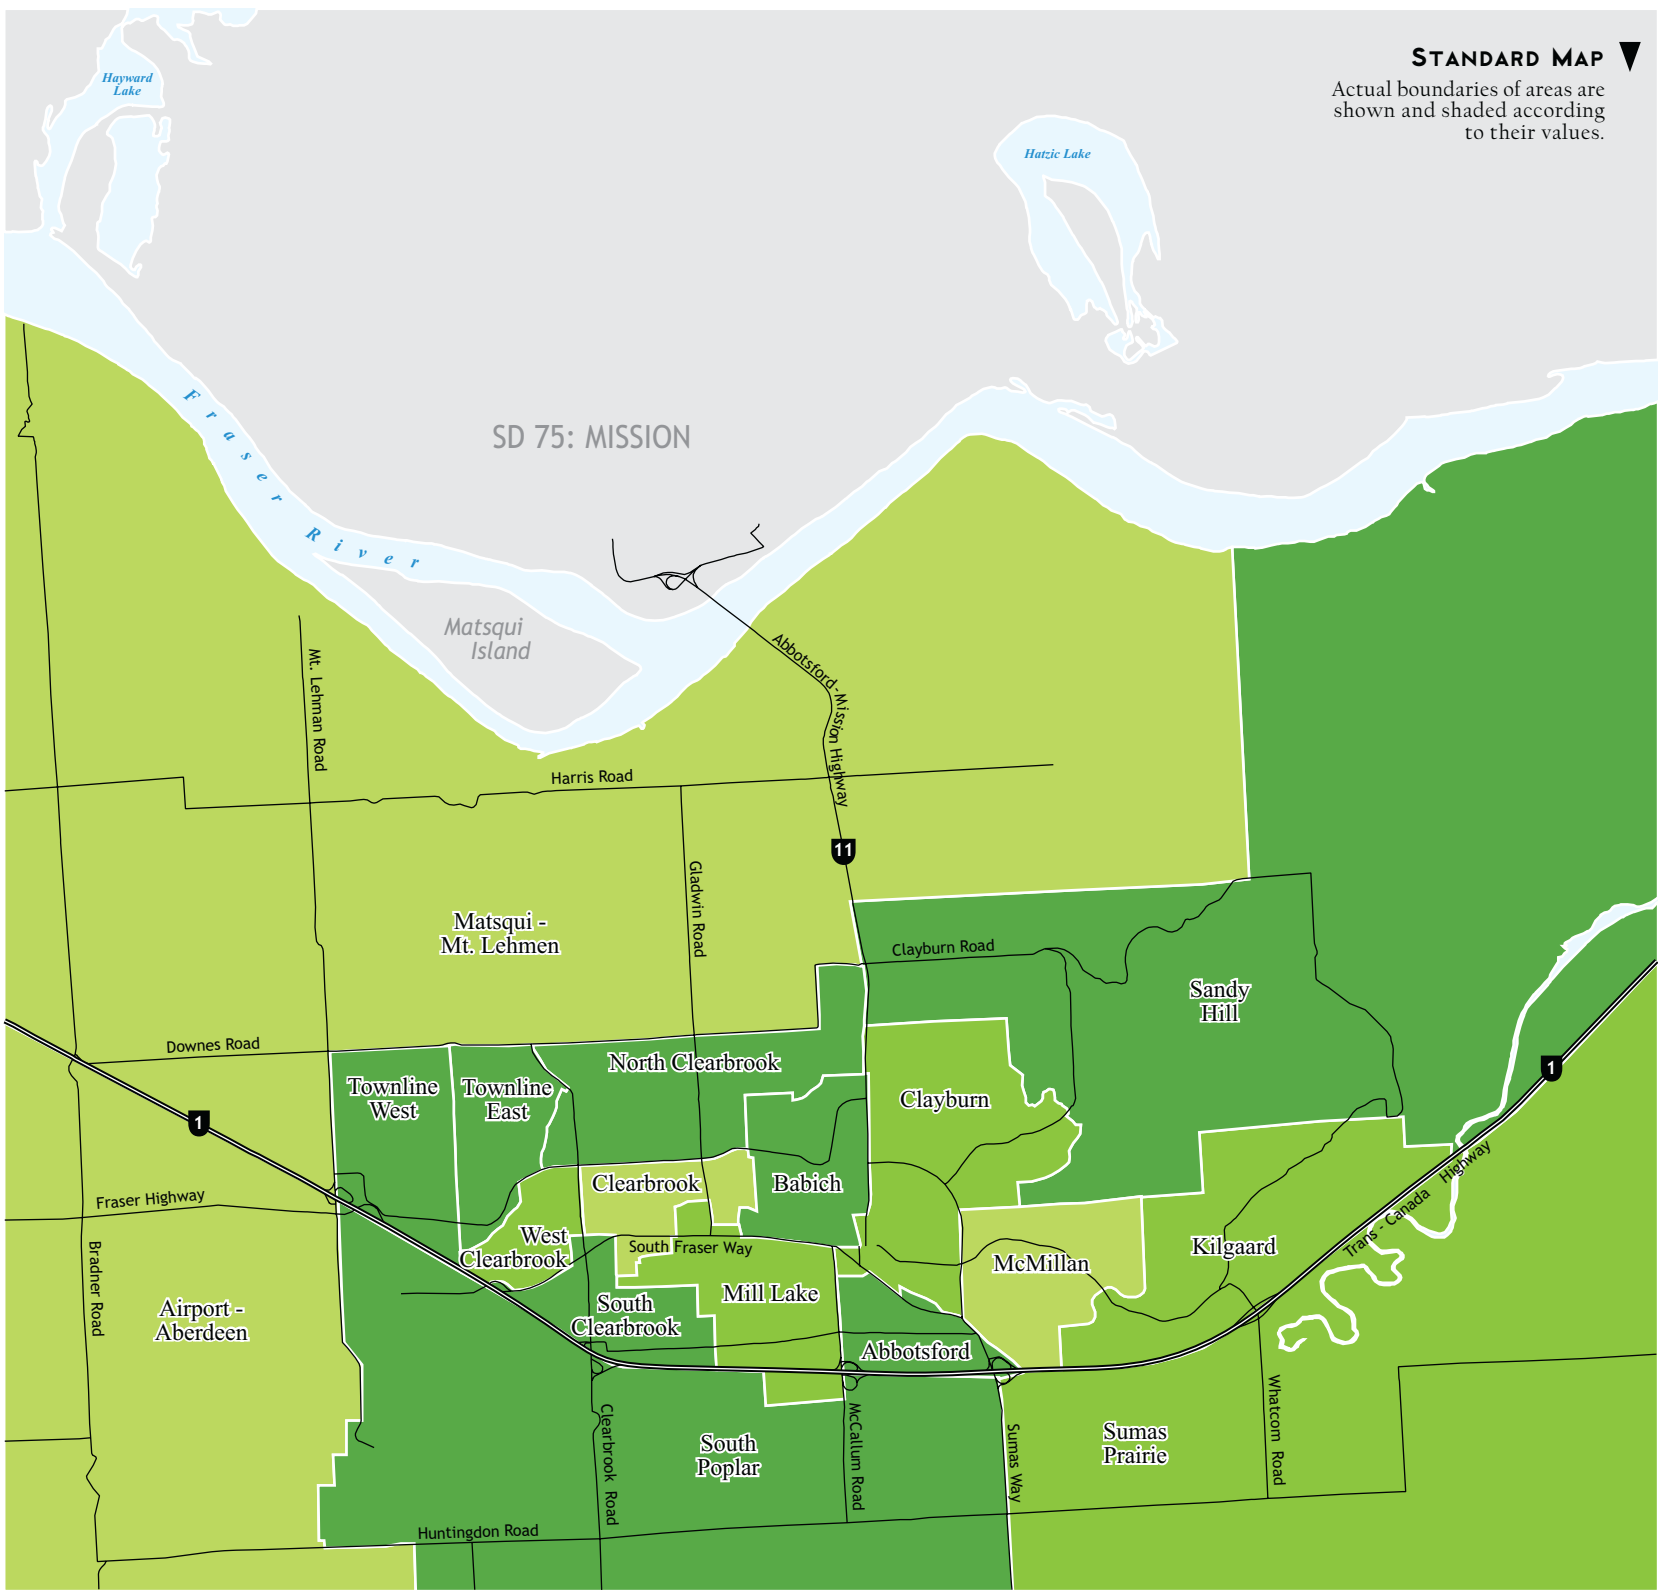 STANDARD MAP
Actual boundaries of areas are
shown and shaded according
to their values.
Hayward
Lake
Hatzic Lake
Fraser River
SD 75: MISSION
Matsqui
Island
Abbotsford-Mission Highway
Mt. Lehman Road
Harris Road
11
Gladwin Road
Matsqui -
Mt. Lehmen
Clayburn Road
Sandy
Hill
Downes Road
North Clearbrook
1
Townline
West
Townline
East
Clayburn
1
Clearbrook
Babich
Fraser Highway
Trans - Canada Highway
West
Clearbrook
South Fraser Way
McMillan
Kilgaard
Bradner Road
Airport -
Aberdeen
Mill Lake
South
Clearbrook
Abbotsford
Clearbrook Road
McCallum Road
Sumas Way
Whatcom Road
South
Poplar
Sumas
Prairie
Huntingdon Road